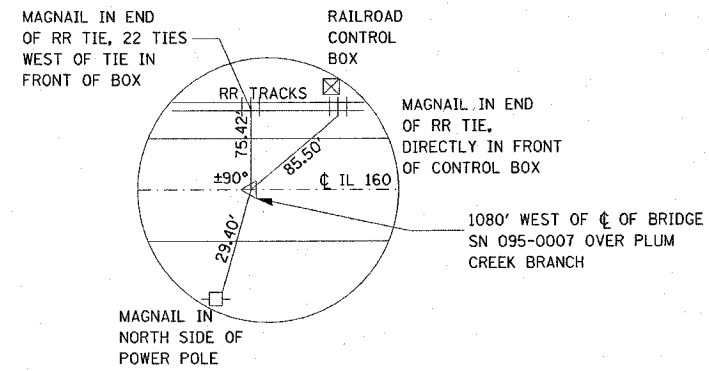 MAGNAIL IN END
OF RR TIE, 22 TIES
WEST OF TIE IN
FRONT OF BOX
RAILROAD
CONTROL
BOX
RR TRACKS
MAGNAIL IN END
OF RR TIE,
DIRECTLY IN FRONT
OF CONTROL BOX
75.42'
85.50'
±90°
℄ IL 160
29.40'
1080' WEST OF ℄ OF BRIDGE
SN 095-0007 OVER PLUM
CREEK BRANCH
MAGNAIL IN
NORTH SIDE OF
POWER POLE